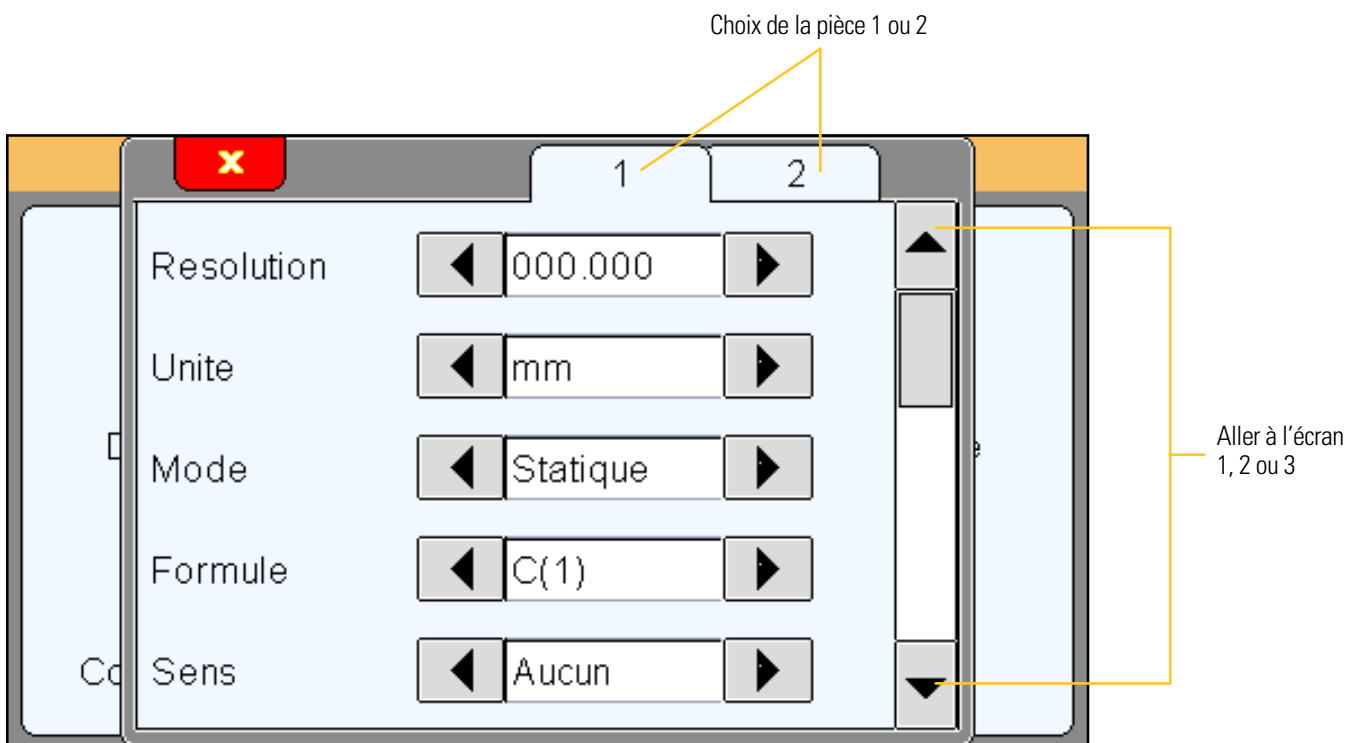 Choix de la pièce 1 ou 2
x
1
2
Resolution
000.000
Unite
mm
Mode
Statique
Formule
C(1)
Sens
Aucun
Co
Aller à l’écran
1, 2 ou 3